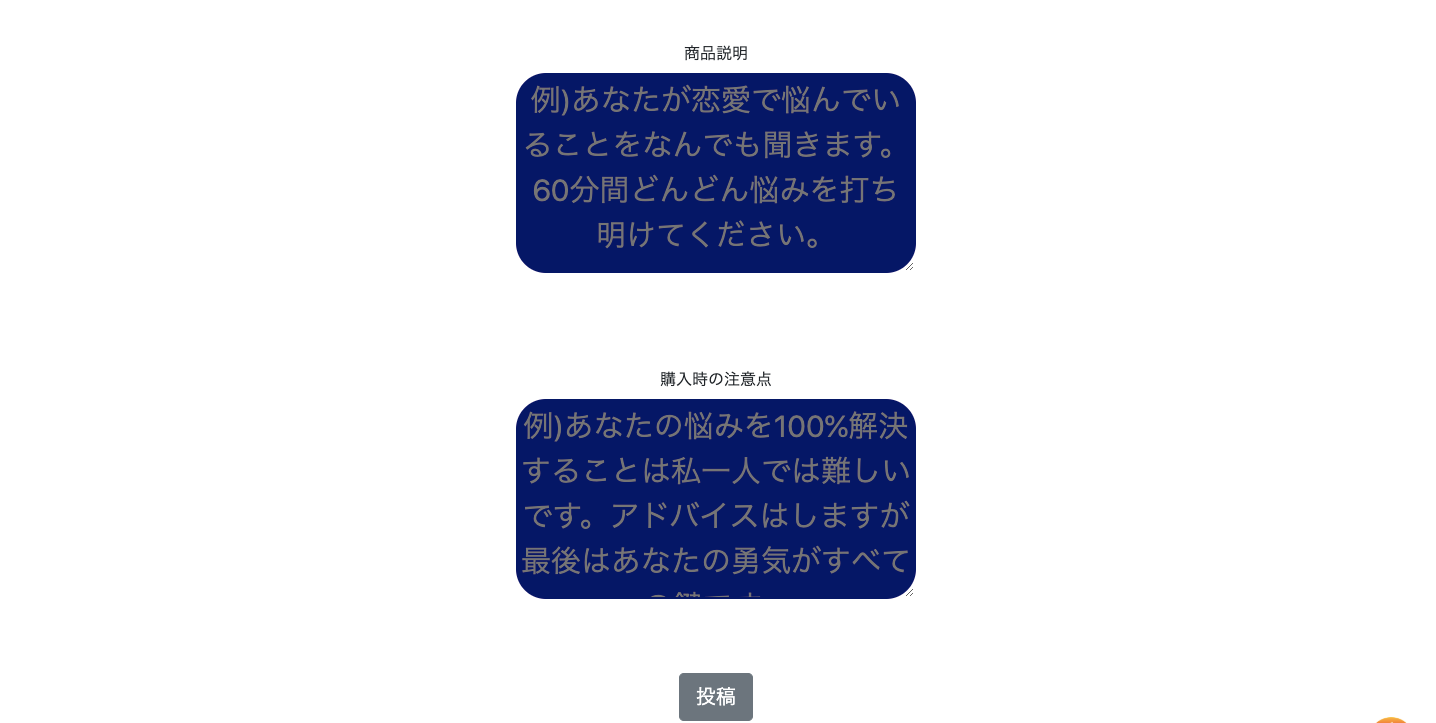 商品説明
例)あなたが恋愛で悩んでい
ることをなんでも聞きます。
60分間どんどん悩みを打ち
明けてください。
購入時の注意点
例)あなたの悩みを100%解決
することは私一人では難しい
です。アドバイスはしますが
最後はあなたの勇気がすべて
投稿